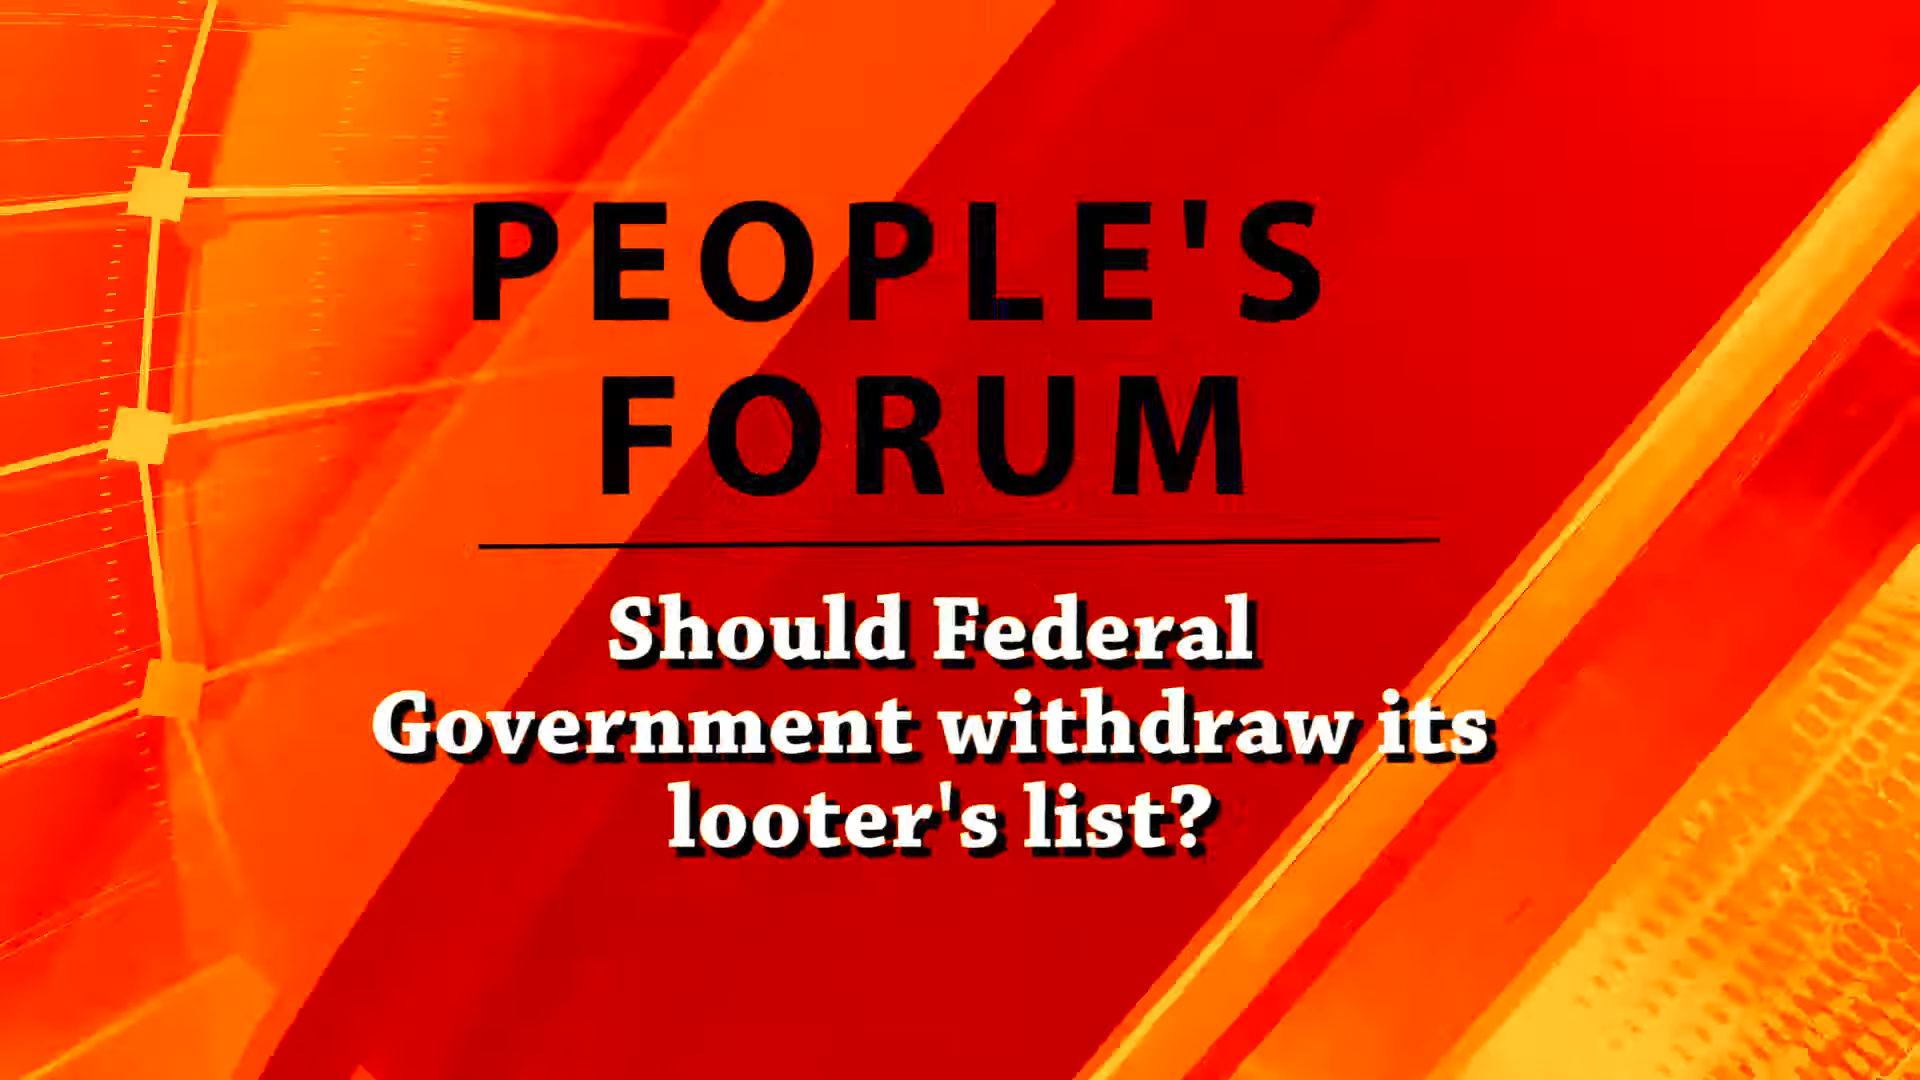 PEOPLE'S
FORUM
Should Federal
Government withdraw its
looter's list?